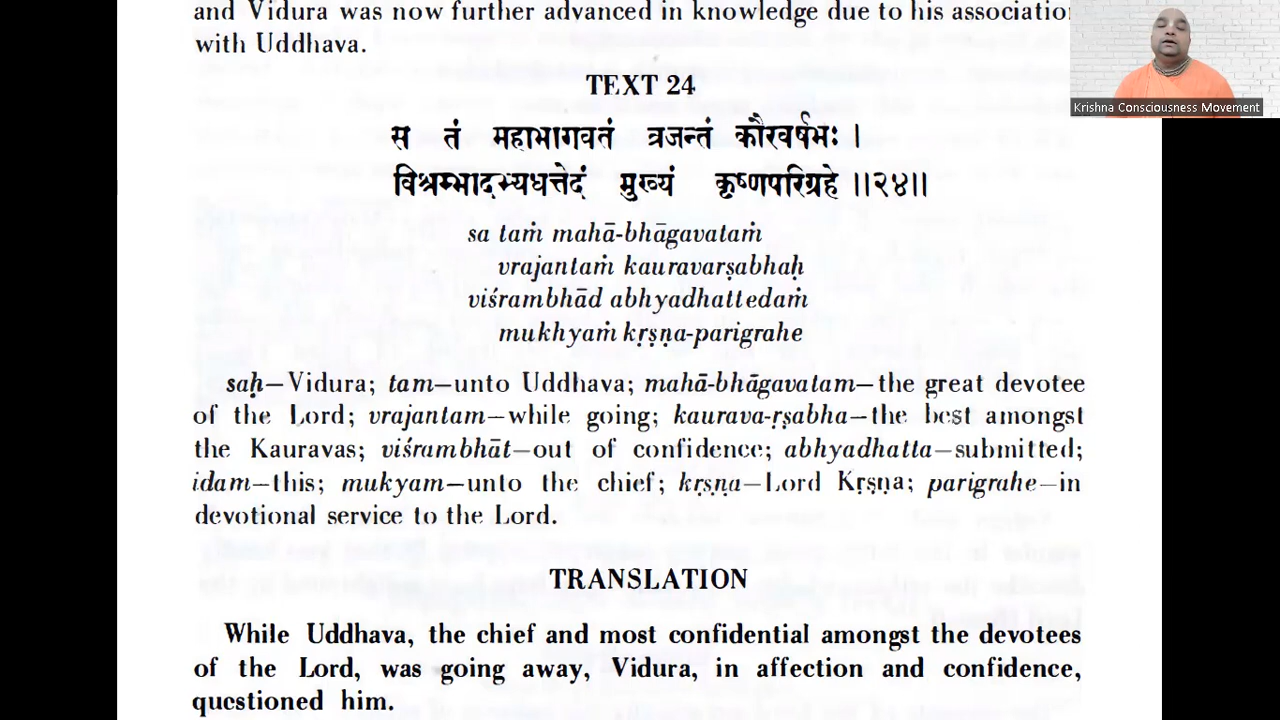 and Vidura was now further advanced in knowledge due to his association
with Uddhava.
TEXT 24
स तं महाभागवतं व्रजन्तं कौरवर्षभः ।
विश्रम्भादभ्यधत्तेदं मुख्यं कृष्णपरिग्रहे ॥२४॥
sa taṁ mahā-bhāgavataṁ
vrajantaṁ kauravarṣabhaḥ
viśrambhād abhyadhattedaṁ
mukhyaṁ kṛṣṇa-parigrahe
saḥ—Vidura; tam—unto Uddhava; mahā-bhāgavatam—the great devotee
of the Lord; vrajantam—while going; kaurava-ṛṣabha—the best amongst
the Kauravas; viśrambhāt—out of confidence; abhyadhatta—submitted;
idam—this; mukyam—unto the chief; kṛṣṇa—Lord Kṛṣṇa; parigrahe—in
devotional service to the Lord.
TRANSLATION
While Uddhava, the chief and most confidential amongst the devotees
of the Lord, was going away, Vidura, in affection and confidence,
questioned him.
Krishna Consciousness Movement